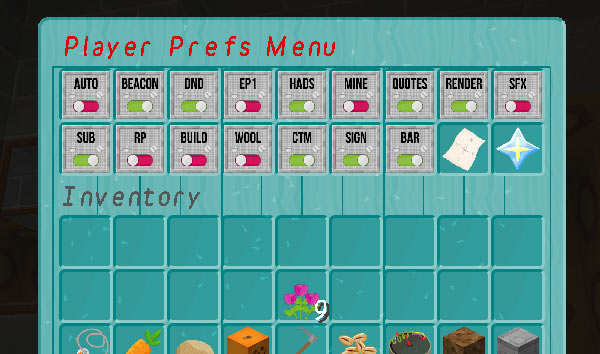 Player Prefs Menu
AUTO BEACON DND EP1 HADS MINE QUOTES RENDER SFX
SUB RP BUILD WOOL CTM SIGN BAR
Inventory
9